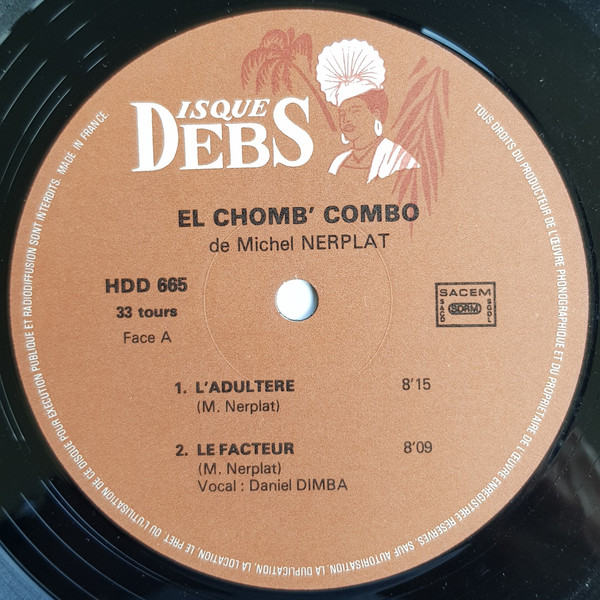 DISQUE
DEBS
EL CHOMB' COMBO
de Michel NERPLAT
HDD 665
33 tours
Face A
SACEM
SACD SDRM SGDL
1. L'ADULTERE 8'15
(M. Nerplat)
2. LE FACTEUR 8'09
(M. Nerplat)
Vocal : Daniel DIMBA
TOUS DROITS DU PRODUCTEUR DE L'ŒUVRE PHONOGRAPHIQUE ET DU PROPRIETAIRE DE L'ŒUVRE ENREGISTREE RESERVES, SAUF AUTORISATION, LA DUPLICATION, LA LOCATION, LE PRET OU L'UTILISATION DE CE DISQUE POUR EXECUTION PUBLIQUE ET RADIODIFFUSION SONT INTERDITS. MADE IN FRANCE.